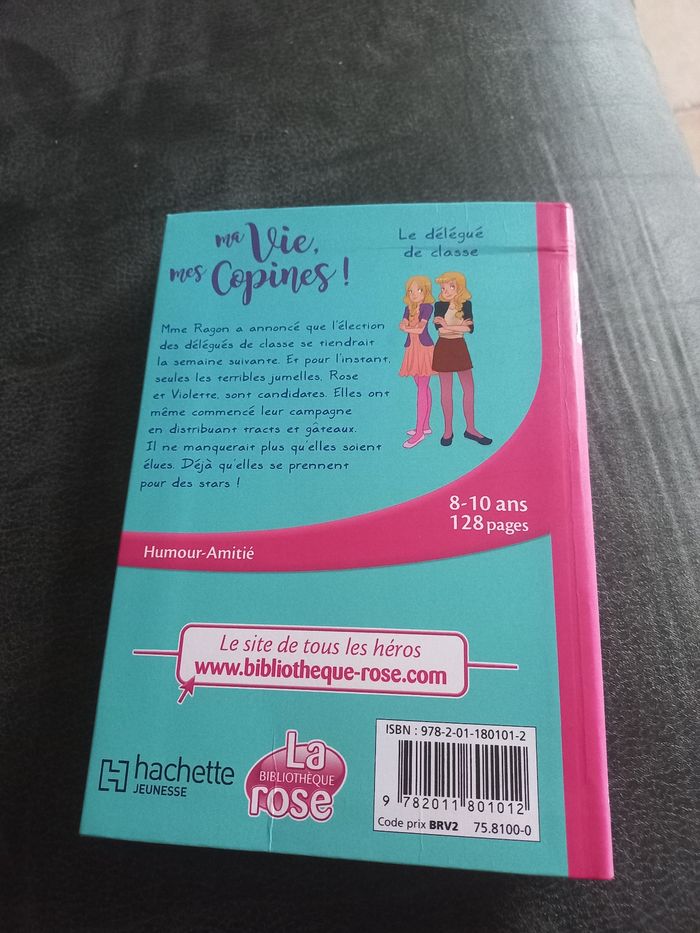 ma Vie,
mes Copines !
Le délégué
de classe
Mme Ragon a annoncé que l'élection
des délégués de classe se tiendrait
la semaine suivante. Et pour l'instant,
seules les terribles jumelles, Rose
et Violette, sont candidates. Elles ont
même commencé leur campagne
en distribuant tracts et gâteaux.
Il ne manquerait plus qu'elles soient
élues. Déjà qu'elles se prennent
pour des stars !
8-10 ans
128 pages
Humour-Amitié
Le site de tous les héros
www.bibliotheque-rose.com
hachette
JEUNESSE
La
BIBLIOTHÈQUE
rose
ISBN : 978-2-01-180101-2
9 782011 801012
Code prix BRV2 75.8100-0